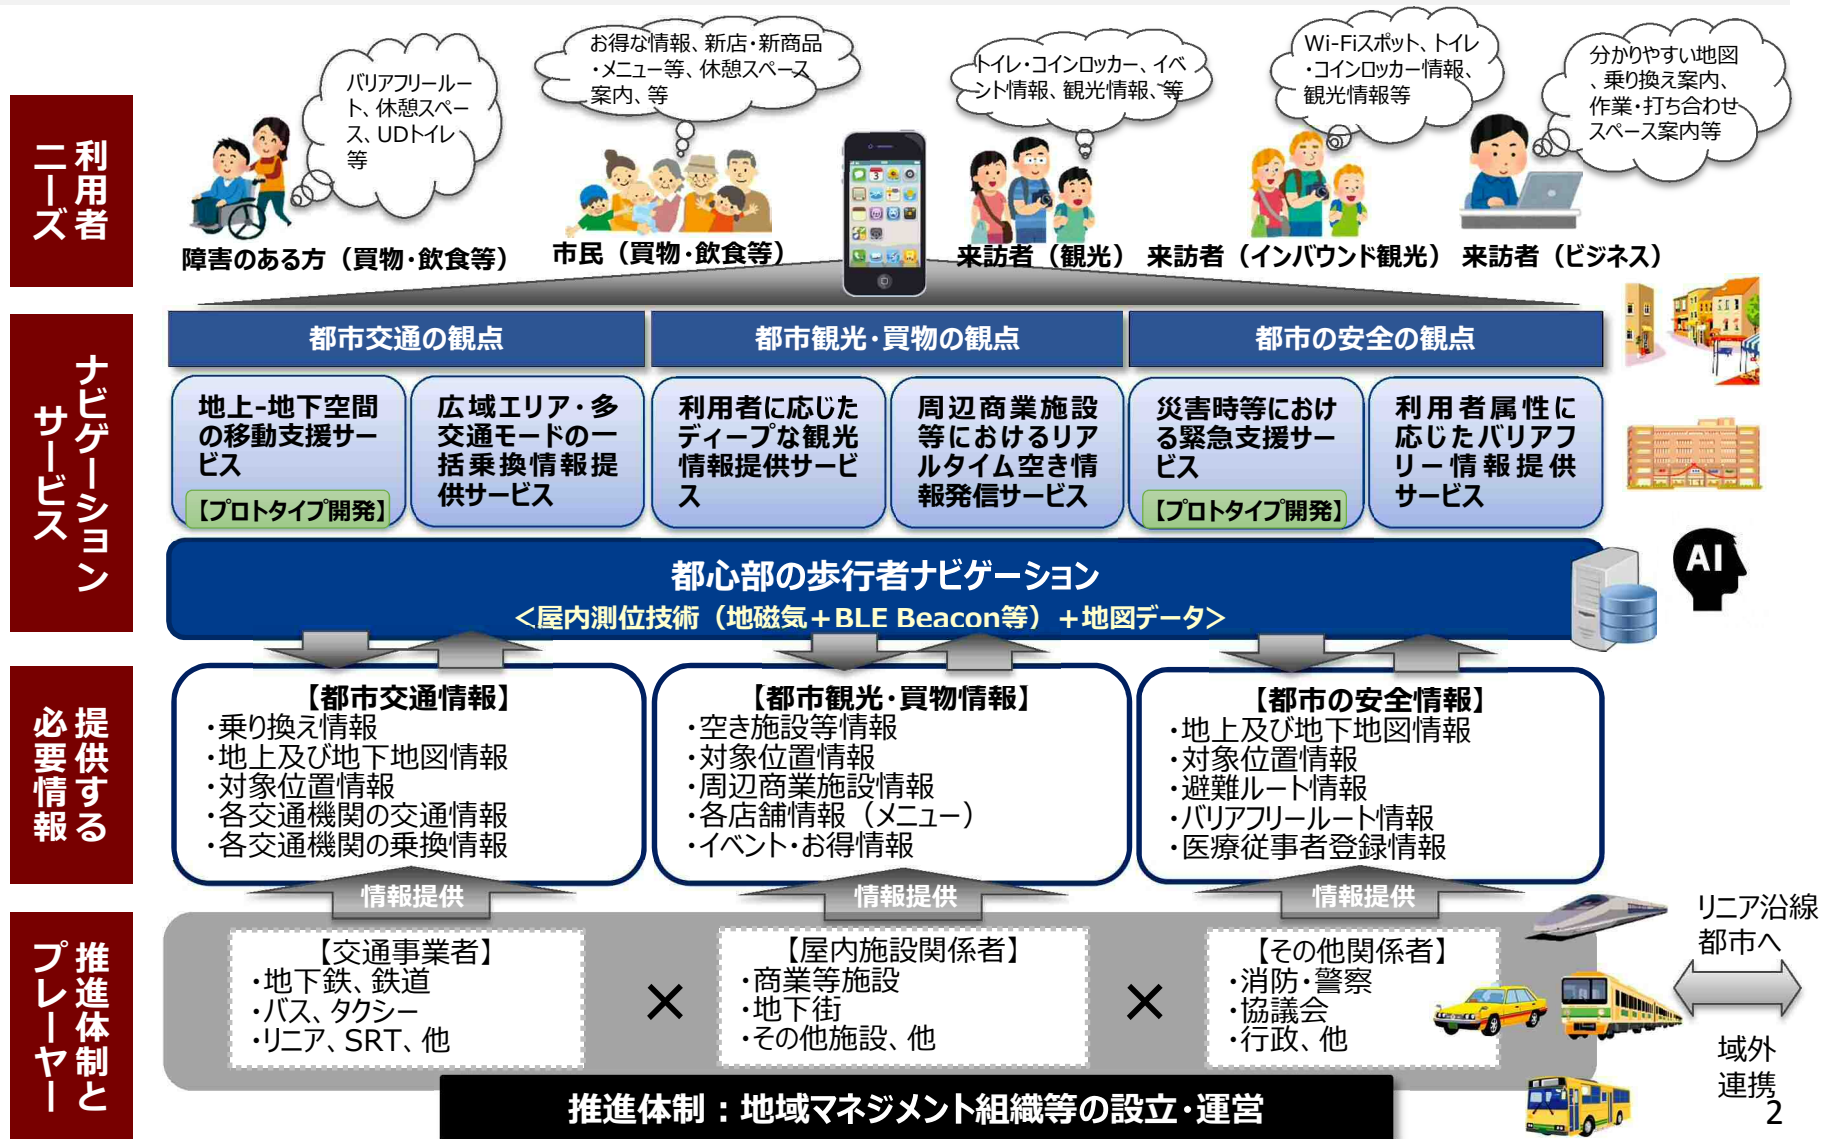 利用者
ニーズ
バリアフリールー
ト、休憩スペー
ス、UDトイレ
等
お得な情報、新店・新商品
・メニュー等、休憩スペース
案内、等
トイレ・コインロッカー、イベ
ント情報、観光情報、等
Wi-Fiスポット、トイレ
・コインロッカー情報、
観光情報等
分かりやすい地図
、乗り換え案内、
作業・打ち合わせ
スペース案内等
障害のある方（買物・飲食等）
市民（買物・飲食等）
来訪者（観光）
来訪者（インバウンド観光）
来訪者（ビジネス）
ナビゲーション
サービス
都市交通の観点
都市観光・買物の観点
都市の安全の観点
地上-地下空間
の移動支援サー
ビス
【プロトタイプ開発】
広域エリア・多
交通モードの一
括乗換情報提
供サービス
利用者に応じた
ディープな観光
情報提供サービ
ス
周辺商業施設
等におけるリア
ルタイム空き情
報発信サービス
災害時等におけ
る緊急支援サー
ビス
【プロトタイプ開発】
利用者属性に
応じたバリアフ
リー情報提供
サービス
都心部の歩行者ナビゲーション
＜屋内測位技術（地磁気＋BLE Beacon等）＋地図データ＞
AI
提供する
必要情報
【都市交通情報】
・乗り換え情報
・地上及び地下地図情報
・対象位置情報
・各交通機関の交通情報
・各交通機関の乗換情報
【都市観光・買物情報】
・空き施設等情報
・対象位置情報
・周辺商業施設情報
・各店舗情報（メニュー）
・イベント・お得情報
【都市の安全情報】
・地上及び地下地図情報
・対象位置情報
・避難ルート情報
・バリアフリールート情報
・医療従事者登録情報
情報提供
情報提供
情報提供
推進体制と
プレーヤー
【交通事業者】
・地下鉄、鉄道
・バス、タクシー
・リニア、SRT、他
×
【屋内施設関係者】
・商業等施設
・地下街
・その他施設、他
×
【その他関係者】
・消防・警察
・協議会
・行政、他
リニア沿線
都市へ
域外
連携
推進体制：地域マネジメント組織等の設立・運営
2